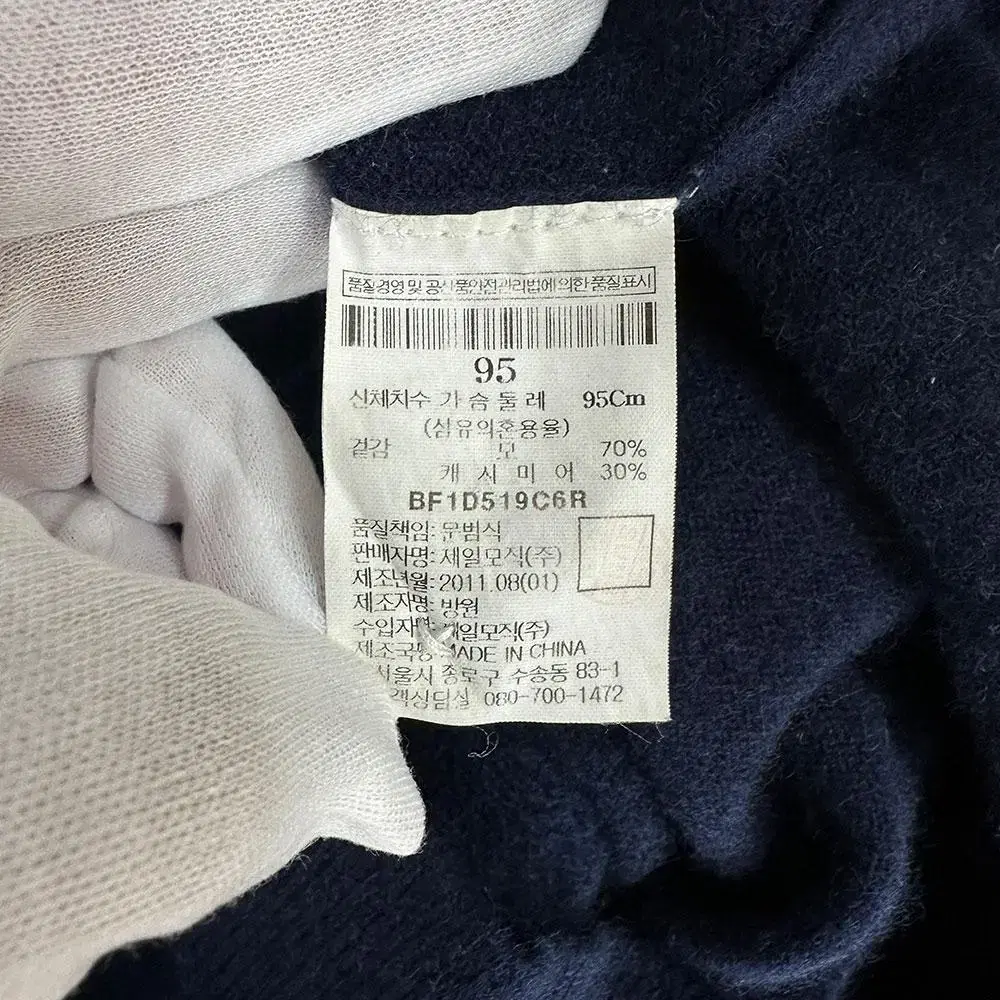 품질경영및 공산품안전관리법에의한품질표시
95
신체치수 가슴둘레 95Cm
(섬유의혼용율)
겉감 모 70%
캐시미어 30%
BF1D519C6R
품질책임: 문범식
판매자명: 제일모직(주)
제조년월: 2011.08(01)
제조자명: 방원
수입자명: 제일모직(주)
제조국명: MADE IN CHINA
서울시 종로구 수송동 83-1
객상담실 080-700-1472